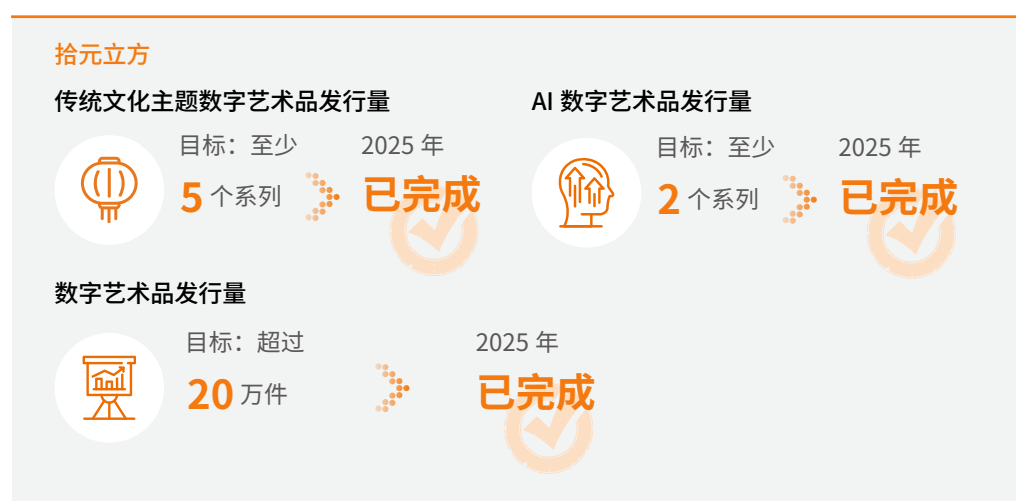 拾元立方
传统文化主题数字艺术品发行量
目标：至少
5 个系列
2025 年
已完成
AI 数字艺术品发行量
目标：至少
2 个系列
2025 年
已完成
数字艺术品发行量
目标：超过
20 万件
2025 年
已完成